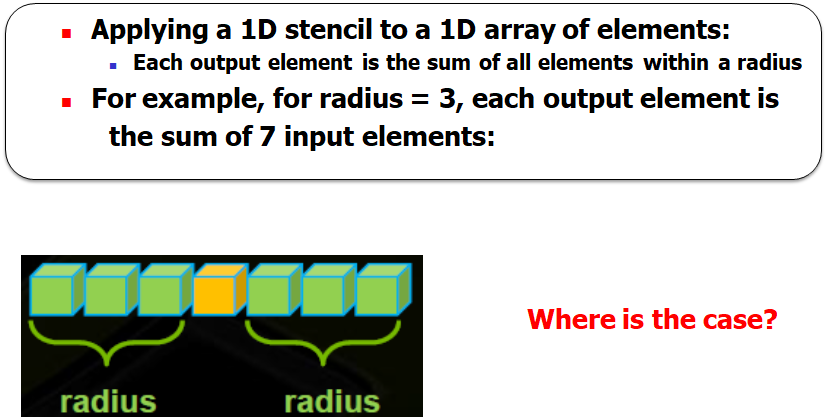 Applying a 1D stencil to a 1D array of elements:
Each output element is the sum of all elements within a radius
For example, for radius = 3, each output element is
the sum of 7 input elements:
Where is the case?
radius radius